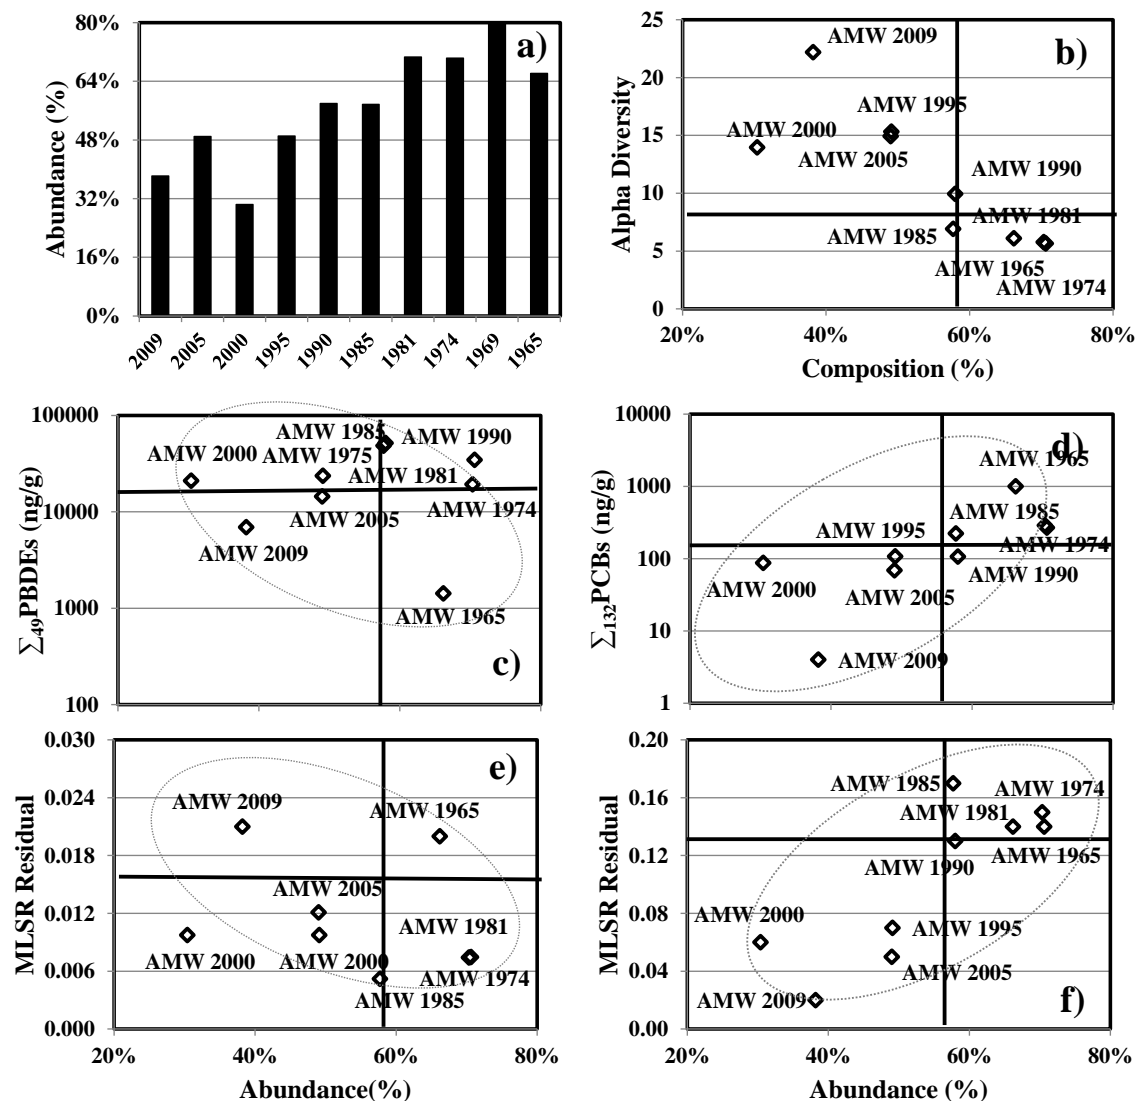 a)
Abundance (%)
80%
64%
48%
32%
16%
0%
2009
2005
2000
1995
1990
1985
1981
1974
1969
1965
b)
Alpha Diversity
25
20
15
10
5
0
AMW 2009
AMW 1995
AMW 2000
AMW 2005
AMW 1990
AMW 1981
AMW 1985
AMW 1965
AMW 1974
20%
40%
60%
80%
Composition (%)
c)
∑49PBDEs (ng/g)
100000
10000
1000
100
AMW 1985
AMW 1990
AMW 2000
AMW 1975
AMW 1981
AMW 2005
AMW 1974
AMW 2009
AMW 1965
d)
∑132PCBs (ng/g)
10000
1000
100
10
1
AMW 1965
AMW 1985
AMW 1995
AMW 1974
AMW 1990
AMW 2000
AMW 2005
AMW 2009
e)
MLSR Residual
0.030
0.024
0.018
0.012
0.006
0.000
AMW 2009
AMW 1965
AMW 2005
AMW 1981
AMW 2000
AMW 2000
AMW 1974
AMW 1985
20%
40%
60%
80%
Abundance(%)
f)
MLSR Residual
0.20
0.16
0.12
0.08
0.04
0.00
AMW 1985
AMW 1974
AMW 1981
AMW 1965
AMW 1990
AMW 2000
AMW 1995
AMW 2005
AMW 2009
20%
40%
60%
80%
Abundance (%)